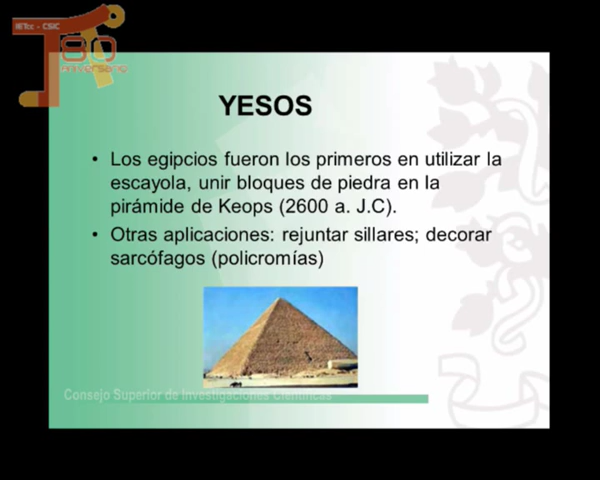 IETcc - CSIC
80
aniversario
YESOS
• Los egipcios fueron los primeros en utilizar la
escayola, unir bloques de piedra en la
pirámide de Keops (2600 a. J.C).
• Otras aplicaciones: rejuntar sillares; decorar
sarcófagos (policromías)
Consejo Superior de Investigaciones Científicas